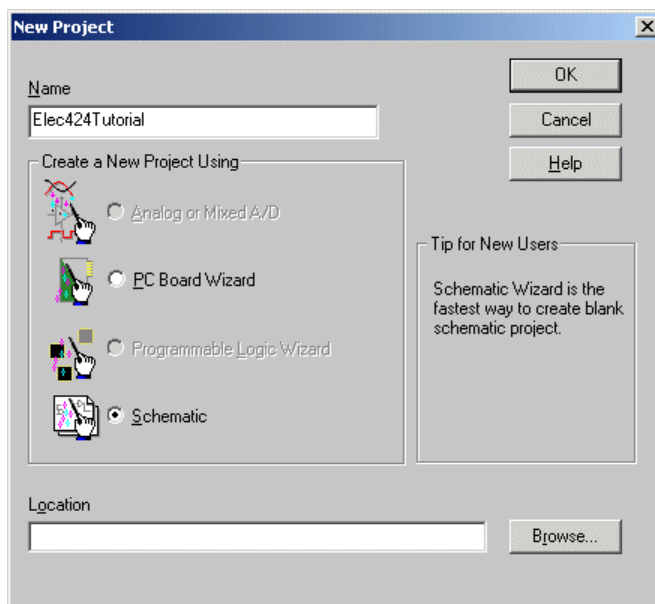 New Project
Name
Elec424Tutorial
OK
Cancel
Help
Create a New Project Using
Analog or Mixed A/D
PC Board Wizard
Programmable Logic Wizard
Schematic
Tip for New Users
Schematic Wizard is the
fastest way to create blank
schematic project.
Location
Browse...